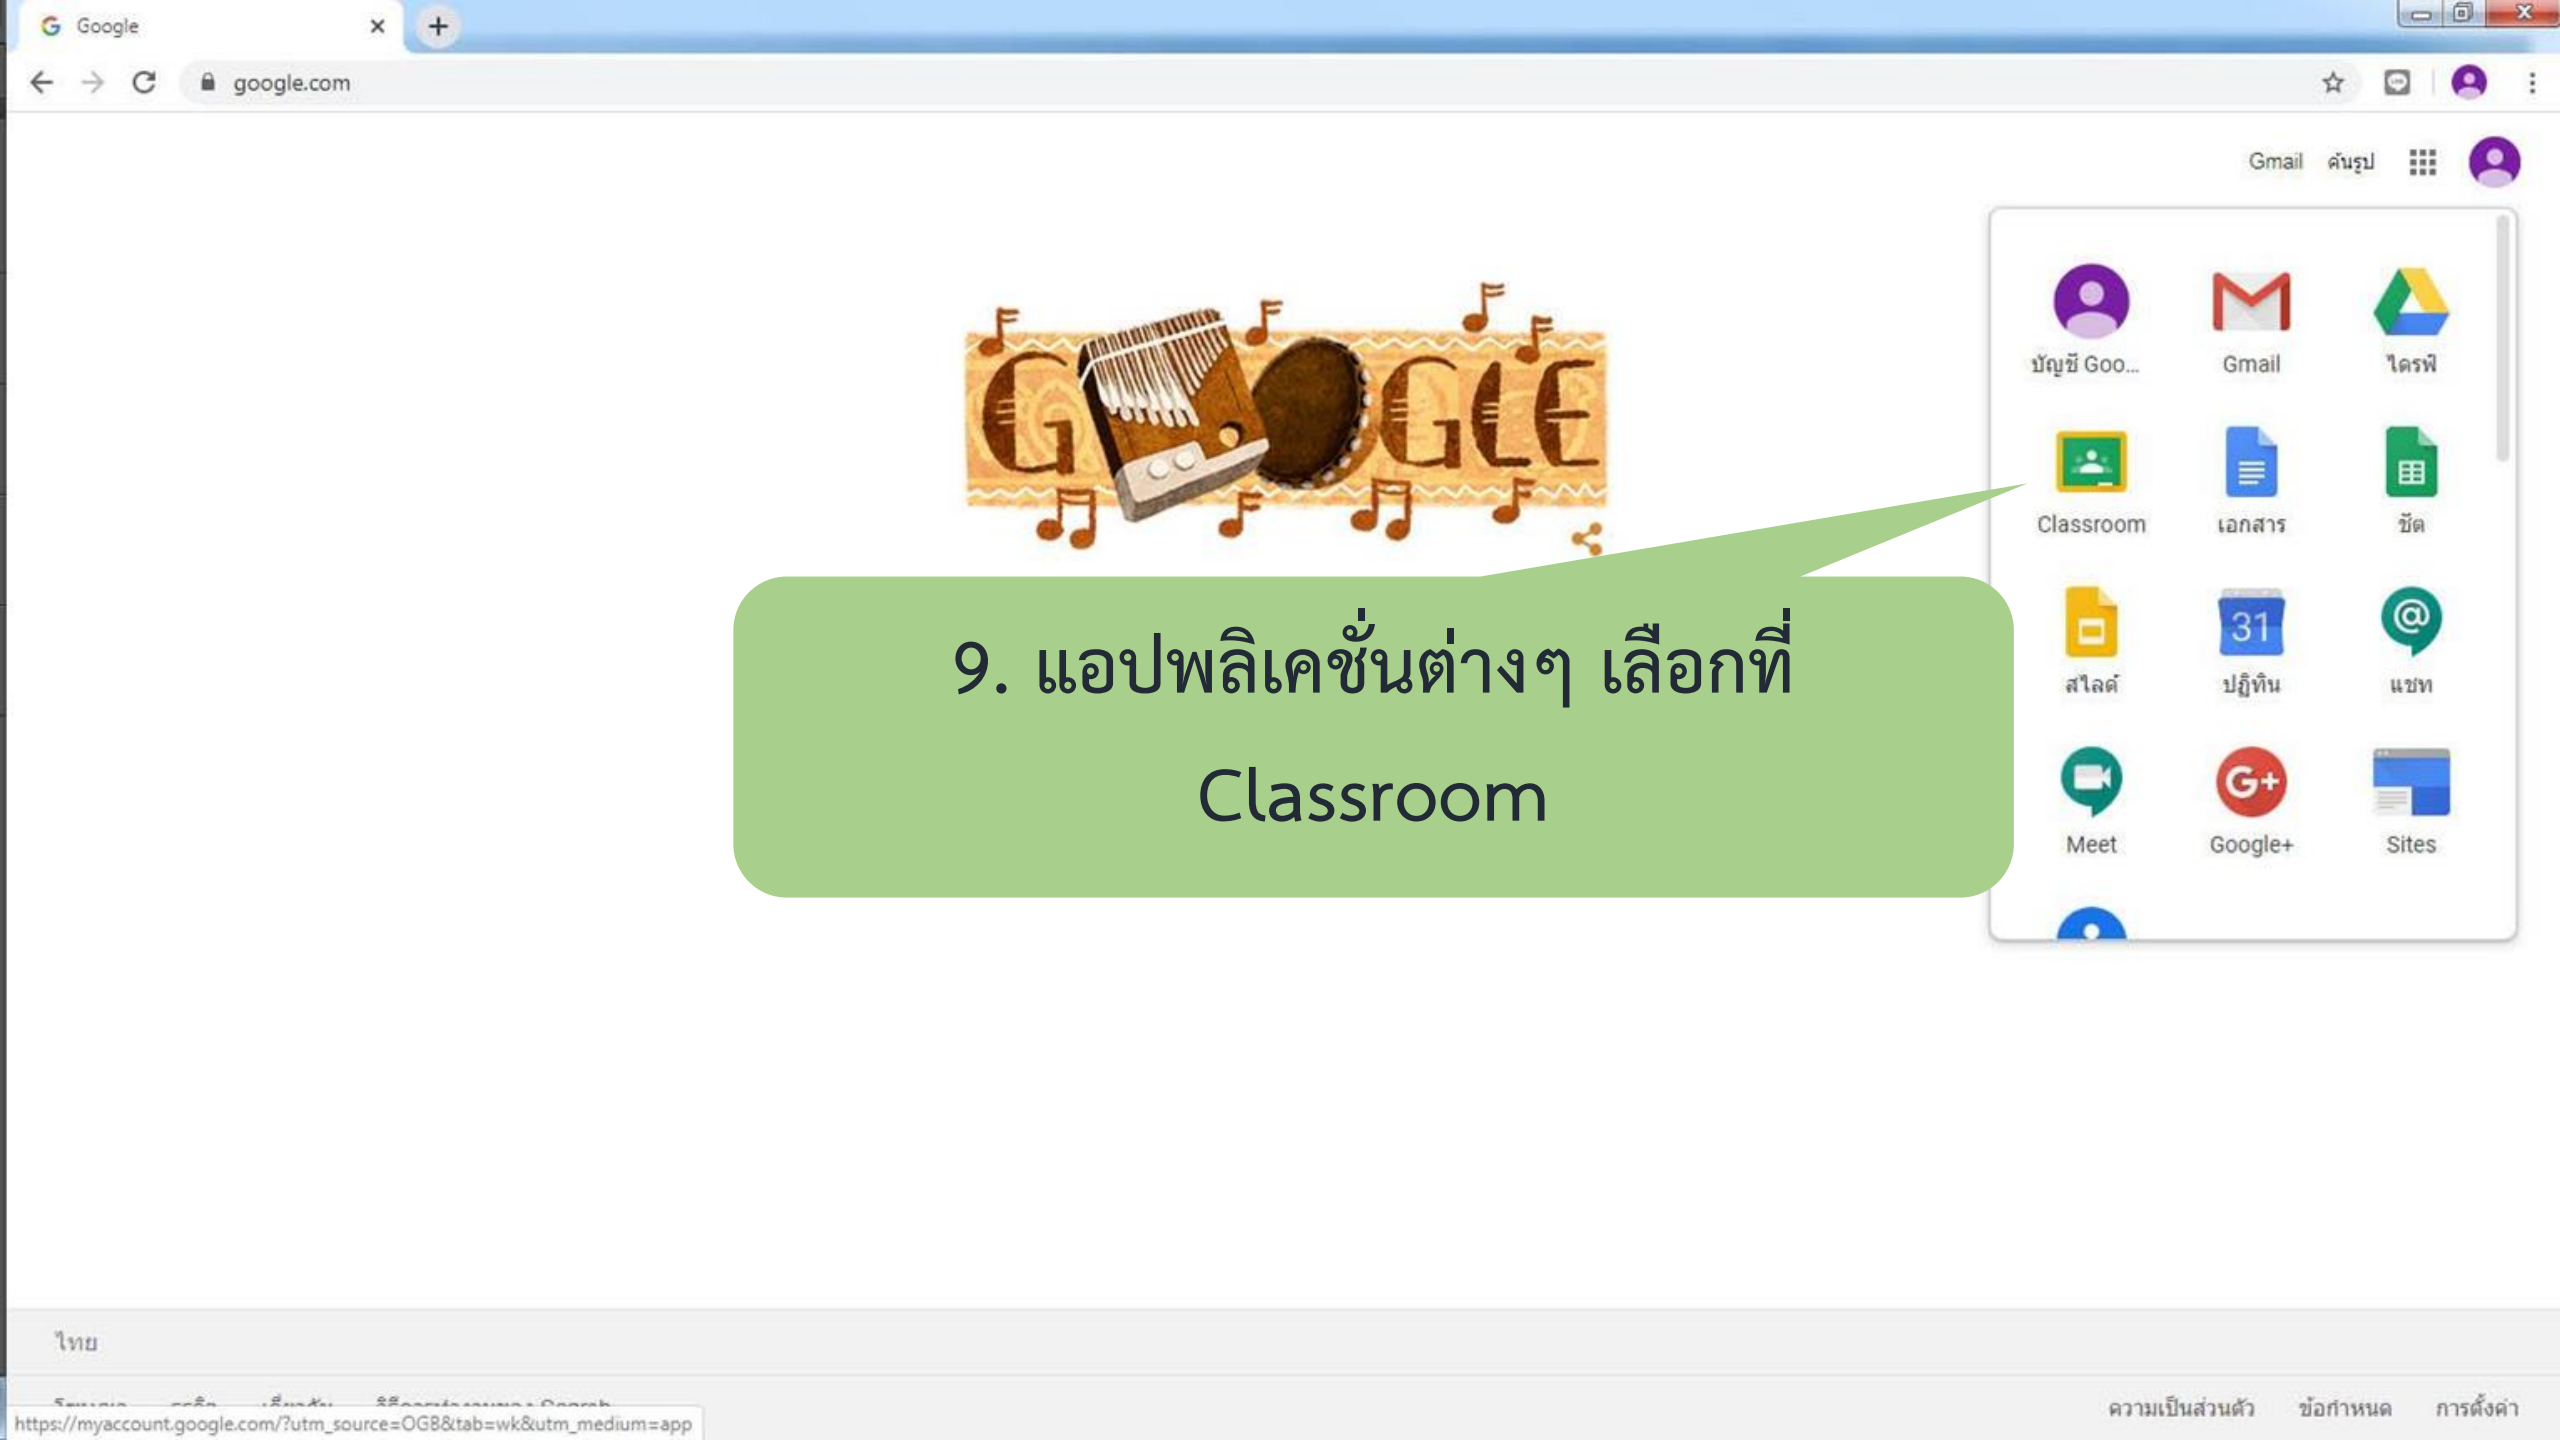 Google
google.com
Gmail ค้นรูป
GOOGLE
บัญชี Goo... Gmail ไดรฟ์
Classroom เอกสาร ชีต
9. แอปพลิเคชั่นต่างๆ เลือกที่
Classroom
31
สไลด์ ปฏิทิน แชท
G+
Meet Google+ Sites
ไทย
https://myaccount.google.com/?utm_source=OGB&tab=wk&utm_medium=app
ความเป็นส่วนตัว ข้อกำหนด การตั้งค่า